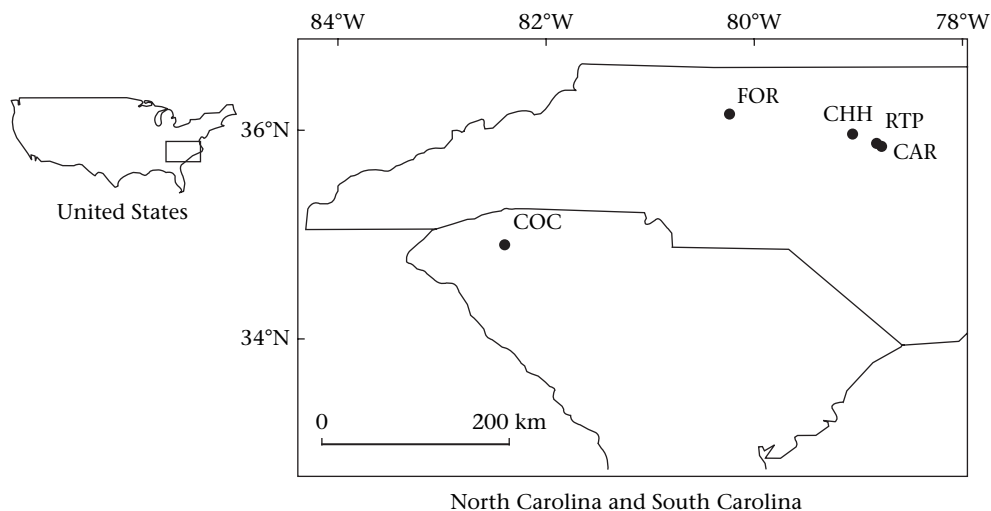 84°W 82°W 80°W 78°W
36°N
34°N
FOR
CHH RTP
CAR
COC
United States
0 200 km
North Carolina and South Carolina